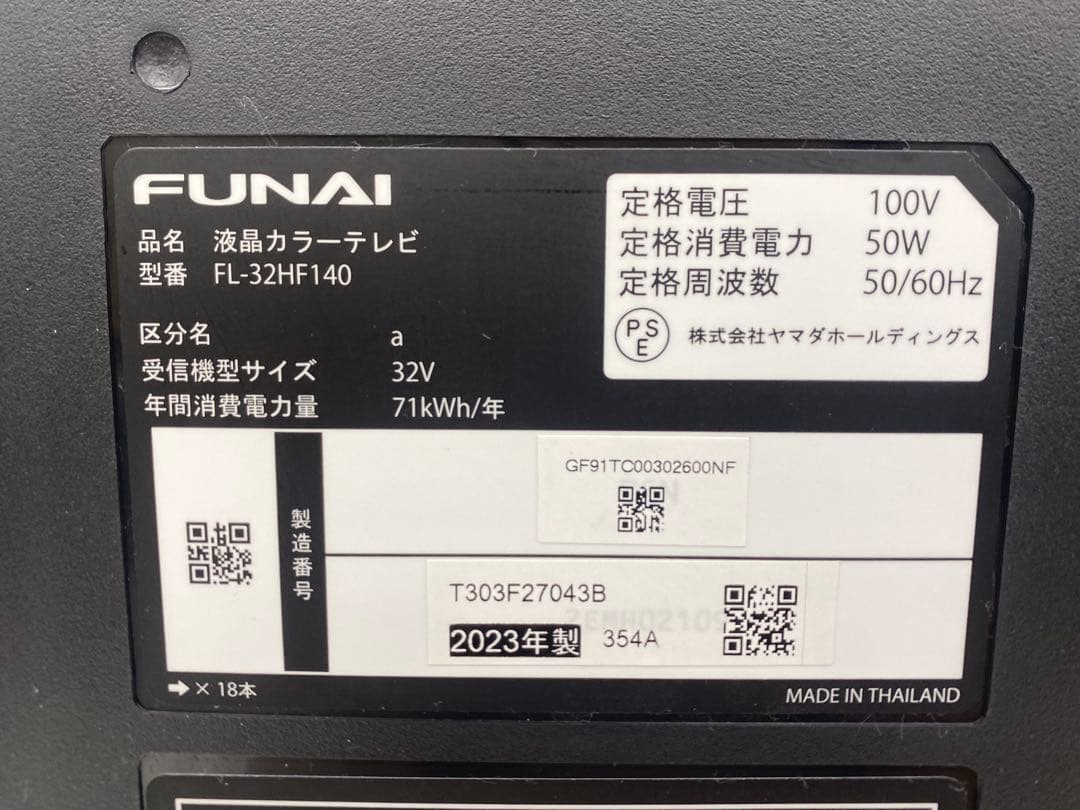 FUNAI
品名 液晶カラーテレビ
型番 FL-32HF140
区分名 a
受信機型サイズ 32V
年間消費電力量 71kWh/年
定格電圧 100V
定格消費電力 50W
定格周波数 50/60Hz
PSE 株式会社ヤマダホールディングス
製造番号
GF91TC00302600NF
T303F27043B
2023年製 354A
➡ × 18本
MADE IN THAILAND